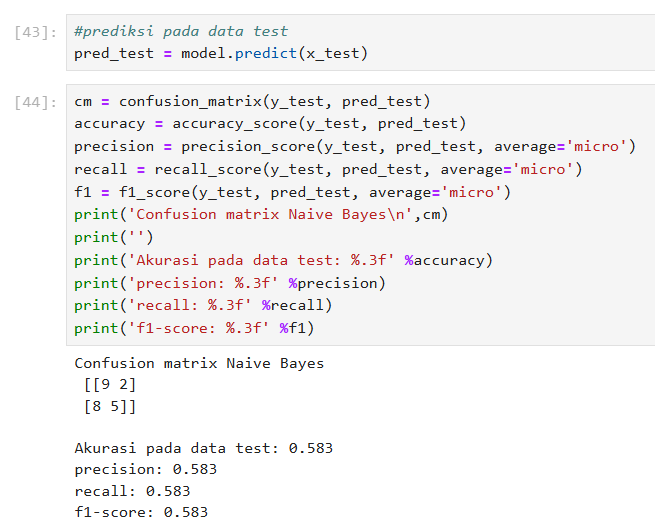 [43]: #prediksi pada data test
pred_test = model.predict(x_test)
[44]: cm = confusion_matrix(y_test, pred_test)
accuracy = accuracy_score(y_test, pred_test)
precision = precision_score(y_test, pred_test, average='micro')
recall = recall_score(y_test, pred_test, average='micro')
f1 = f1_score(y_test, pred_test, average='micro')
print('Confusion matrix Naive Bayes\n',cm)
print('')
print('Akurasi pada data test: %.3f' %accuracy)
print('precision: %.3f' %precision)
print('recall: %.3f' %recall)
print('f1-score: %.3f' %f1)
Confusion matrix Naive Bayes
[[9 2]
[8 5]]
Akurasi pada data test: 0.583
precision: 0.583
recall: 0.583
f1-score: 0.583